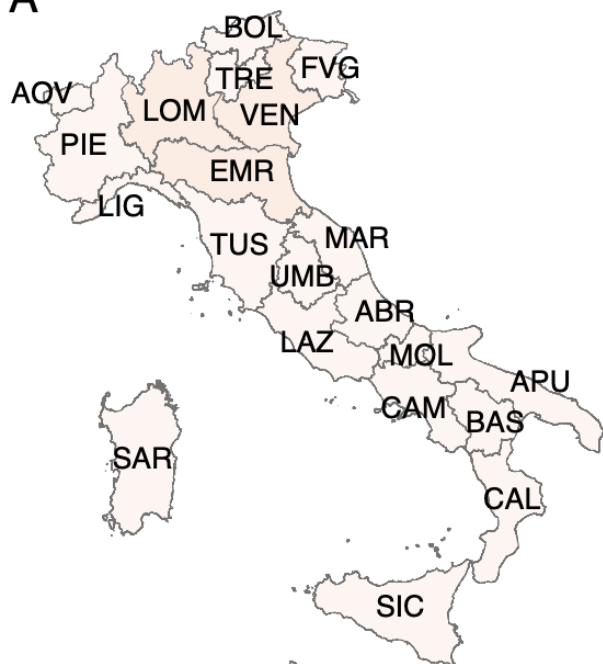 A
BOL
TRE
FVG
AOV
LOM
VEN
PIE
EMR
LIG
TUS
MAR
UMB
ABR
LAZ
MOL
APU
CAM
BAS
SAR
CAL
SIC